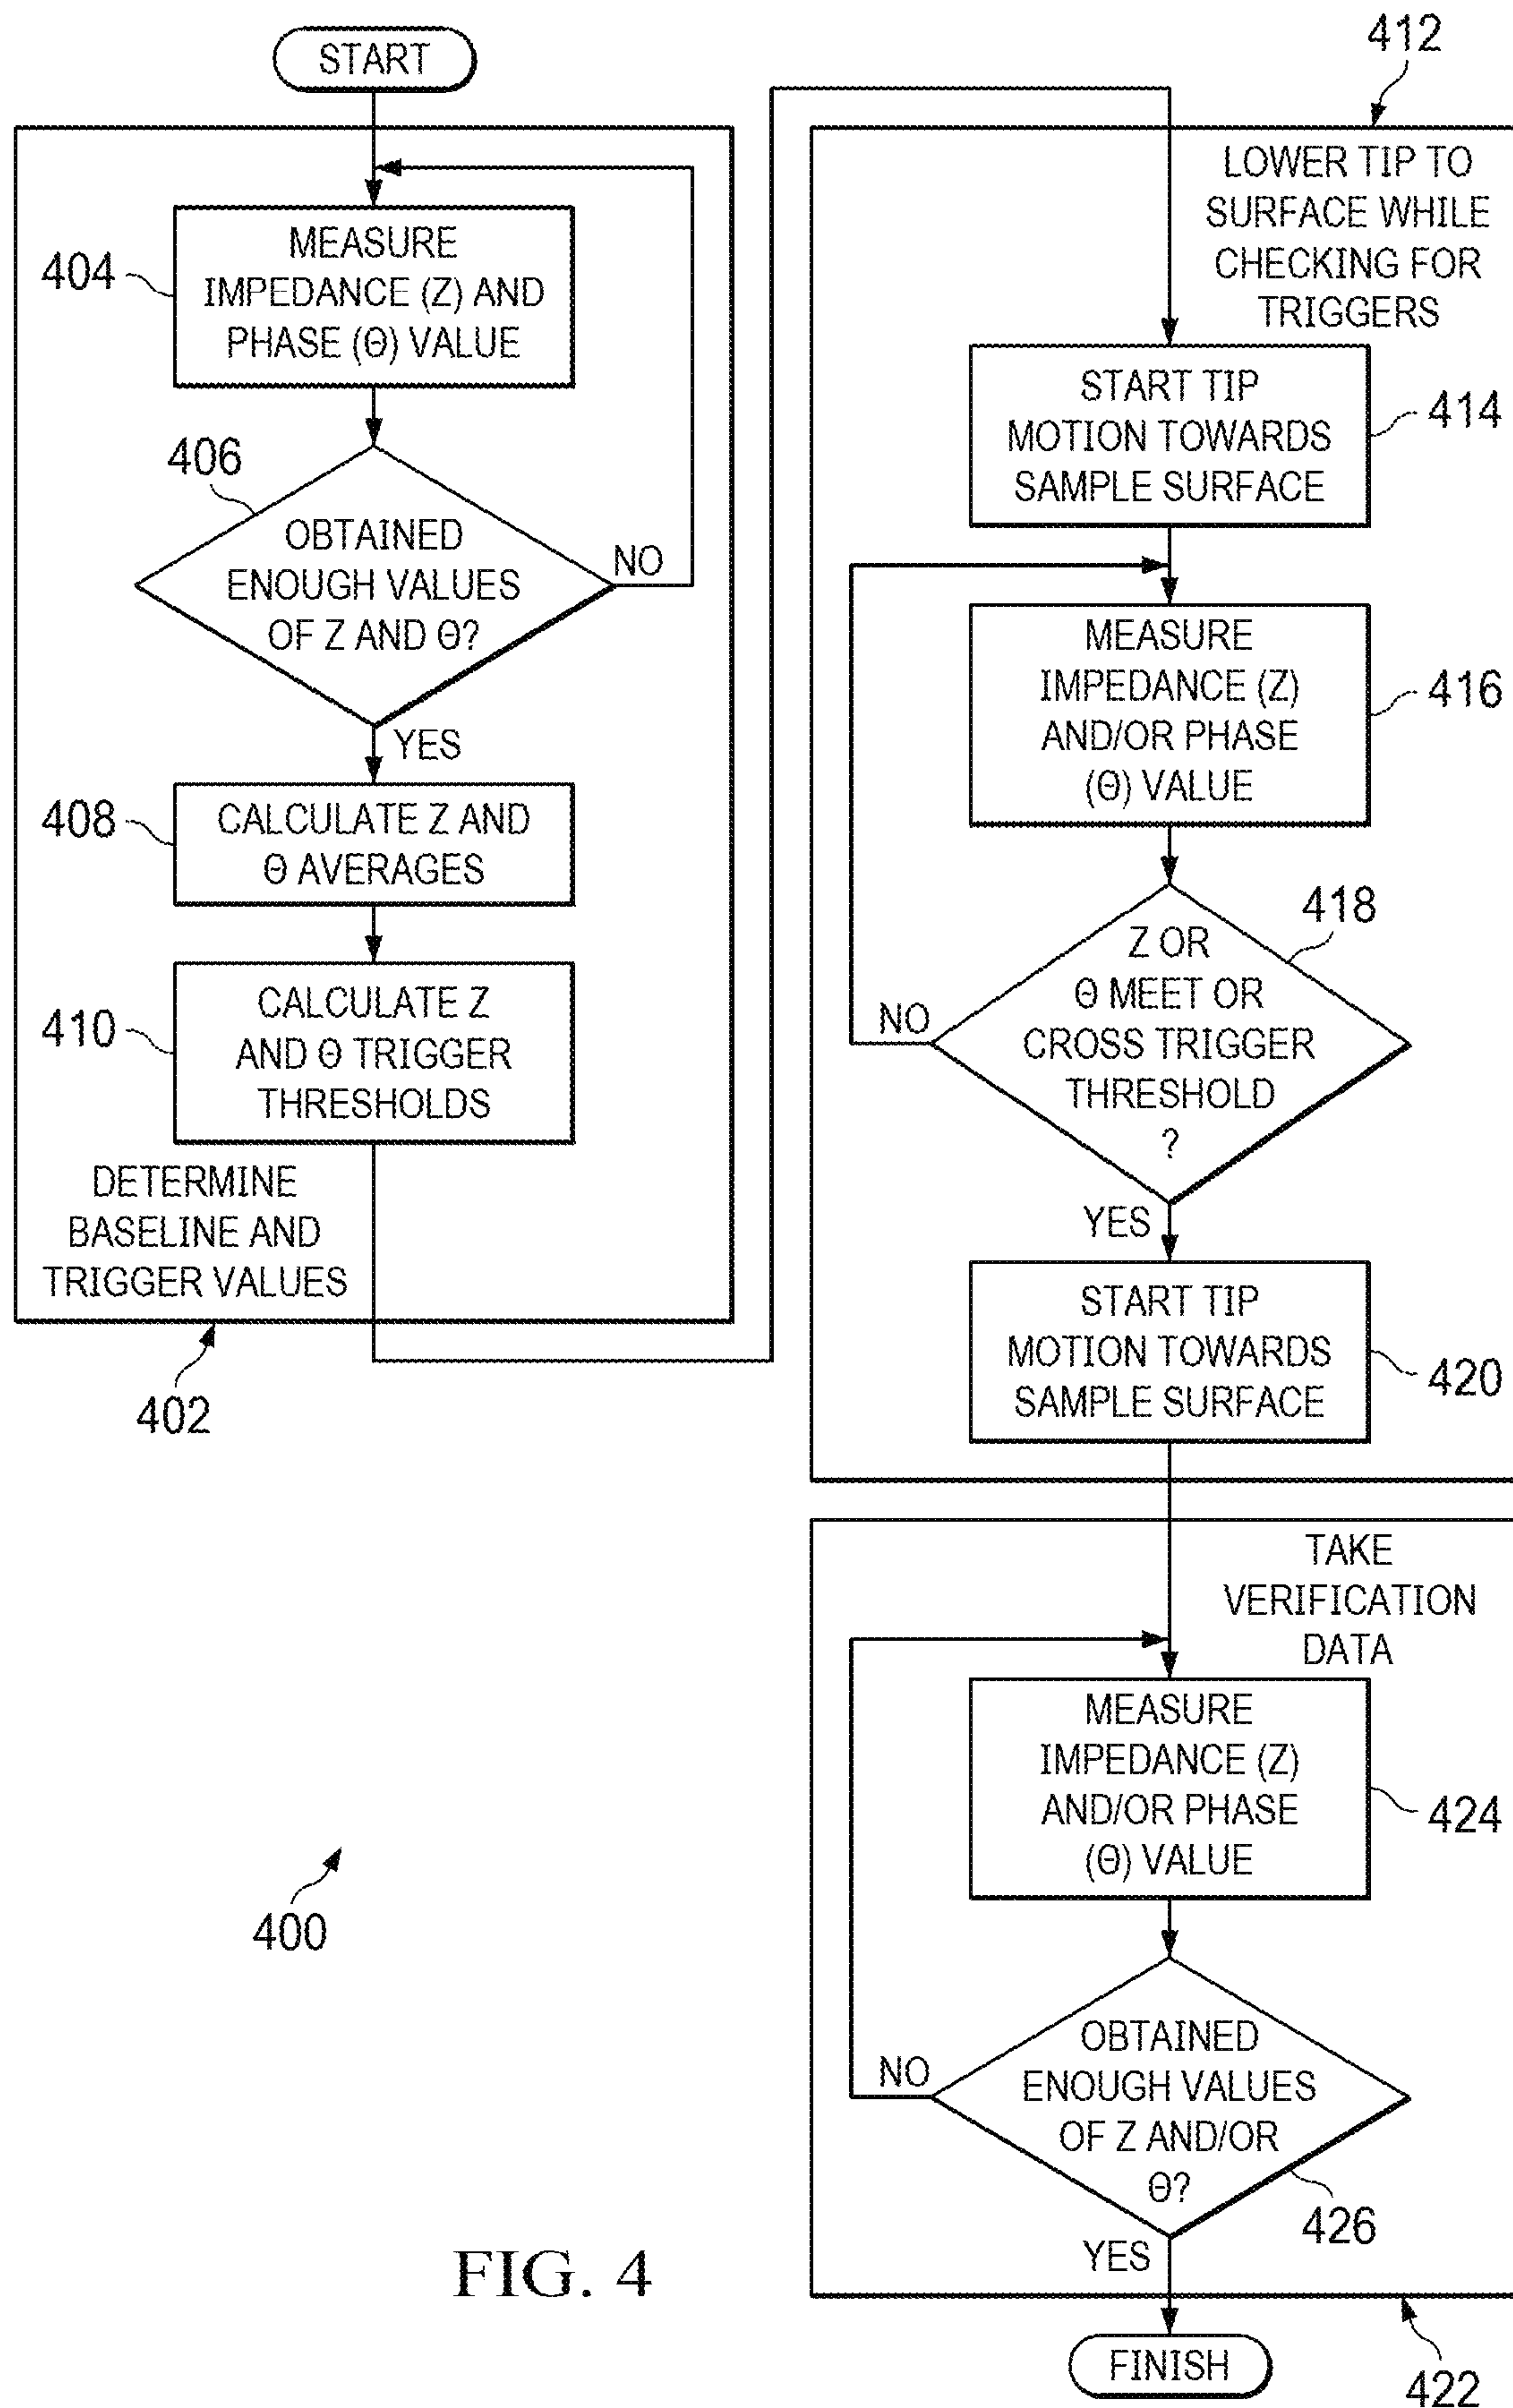 START
404
MEASURE
IMPEDANCE (Z) AND
PHASE (Θ) VALUE
406
OBTAINED
ENOUGH VALUES
OF Z AND Θ?
NO
YES
408
CALCULATE Z AND
Θ AVERAGES
410
CALCULATE Z
AND Θ TRIGGER
THRESHOLDS
DETERMINE
BASELINE AND
TRIGGER VALUES
402
412
LOWER TIP TO
SURFACE WHILE
CHECKING FOR
TRIGGERS
START TIP
MOTION TOWARDS
SAMPLE SURFACE
414
MEASURE
IMPEDANCE (Z)
AND/OR PHASE
(Θ) VALUE
416
418
Z OR
Θ MEET OR
CROSS TRIGGER
THRESHOLD
?
NO
YES
START TIP
MOTION TOWARDS
SAMPLE SURFACE
420
TAKE
VERIFICATION
DATA
MEASURE
IMPEDANCE (Z)
AND/OR PHASE
(Θ) VALUE
424
OBTAINED
ENOUGH VALUES
OF Z AND/OR
Θ?
NO
426
YES
FINISH
422
400
FIG. 4